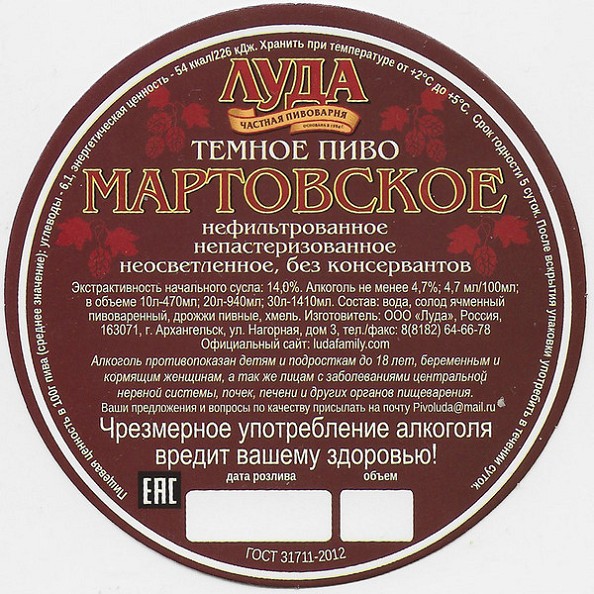 Пищевая ценность в 100г пива (среднее значение): углеводы - 6,1, энергетическая ценность - 54 ккал/226 кДж. Хранить при температуре от +2°С до +5°С. Срок годности 5 суток. После вскрытия упаковки употребить в течении суток.
ЛУДА
ЧАСТНАЯ ПИВОВАРНЯ
ТЕМНОЕ ПИВО
МАРТОВСКОЕ
нефильтрованное
непастеризованное
неосветленное, без консервантов
Экстрактивность начального сусла: 14,0%. Алкоголь не менее 4,7%; 4,7 мл/100мл;
в объеме 10л-470мл; 20л-940мл; 30л-1410мл. Состав: вода, солод ячменный
пивоваренный, дрожжи пивные, хмель. Изготовитель: ООО «Луда», Россия,
163071, г. Архангельск, ул. Нагорная, дом 3, тел./факс: 8(8182) 64-66-78
Официальный сайт: ludafamily.com
Алкоголь противопоказан детям и подросткам до 18 лет, беременным и
кормящим женщинам, а так же лицам с заболеваниями центральной
нервной системы, почек, печени и других органов пищеварения.
Ваши предложения и вопросы по качеству присылать на почту Pivoluda@mail.ru
Чрезмерное употребление алкоголя
вредит вашему здоровью!
EAC
дата розлива объем
ГОСТ 31711-2012